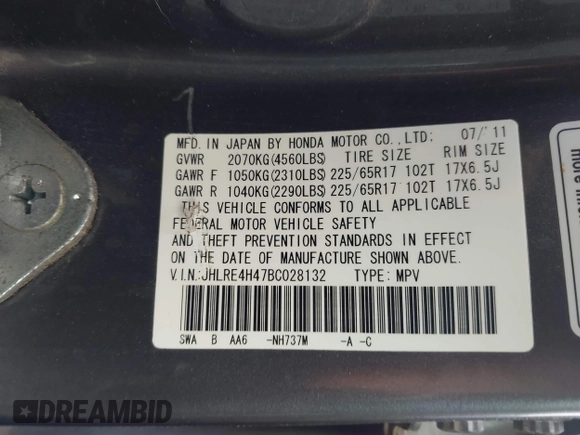 MFD. IN JAPAN BY HONDA MOTOR CO.,LTD: 07/'11
GVWR 2070KG(4560LBS) TIRE SIZE RIM SIZE
GAWR F 1050KG(2310LBS) 225/65R17 102T 17X6.5J
GAWR R 1040KG(2290LBS) 225/65R17 102T 17X6.5J
THIS VEHICLE CONFORMS TO ALL APPLICABLE
FEDERAL MOTOR VEHICLE SAFETY
AND THEFT PREVENTION STANDARDS IN EFFECT
ON THE DATE OF MANUFACTURE SHOWN ABOVE.
V.I.N:JHLRE4H47BC028132 TYPE: MPV
SWA B AA6 -NH737M -A -C
DREAMBID